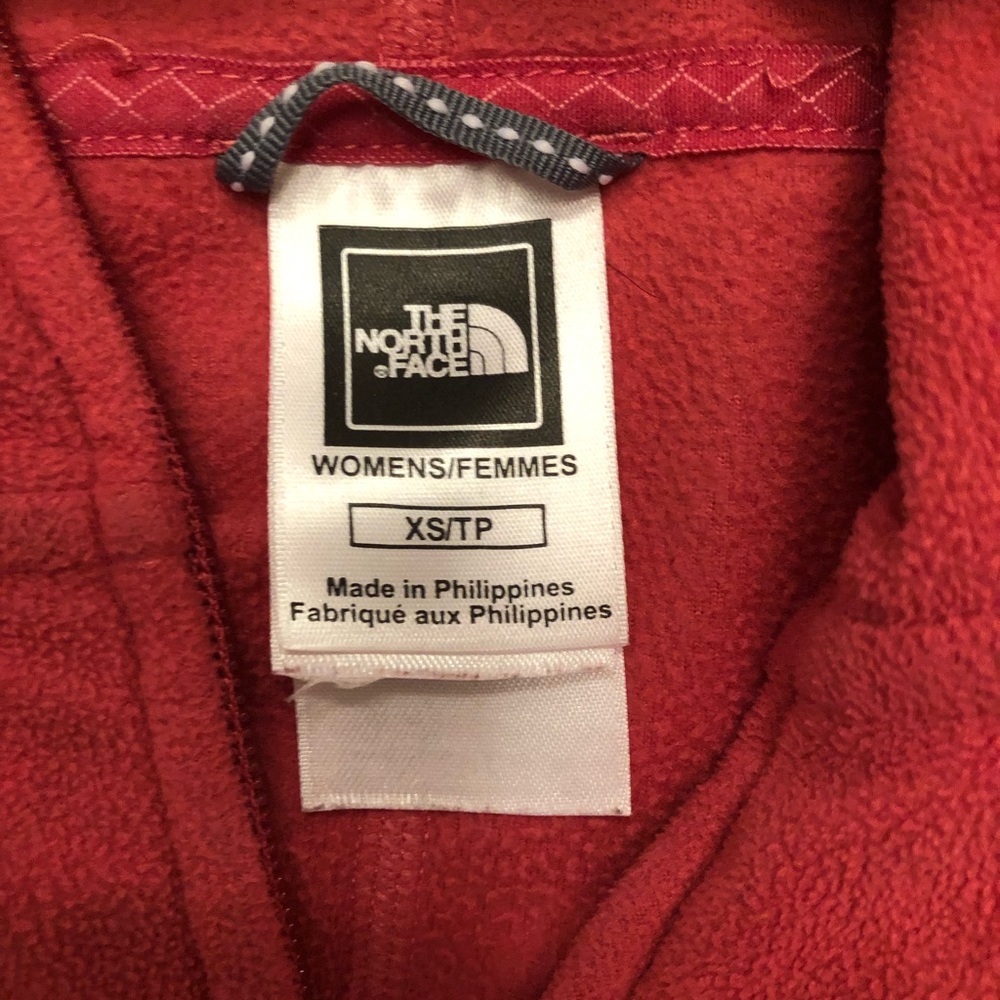 THE
NORTH
®FACE
WOMENS/FEMMES
XS/TP
Made in Philippines
Fabriqué aux Philippines